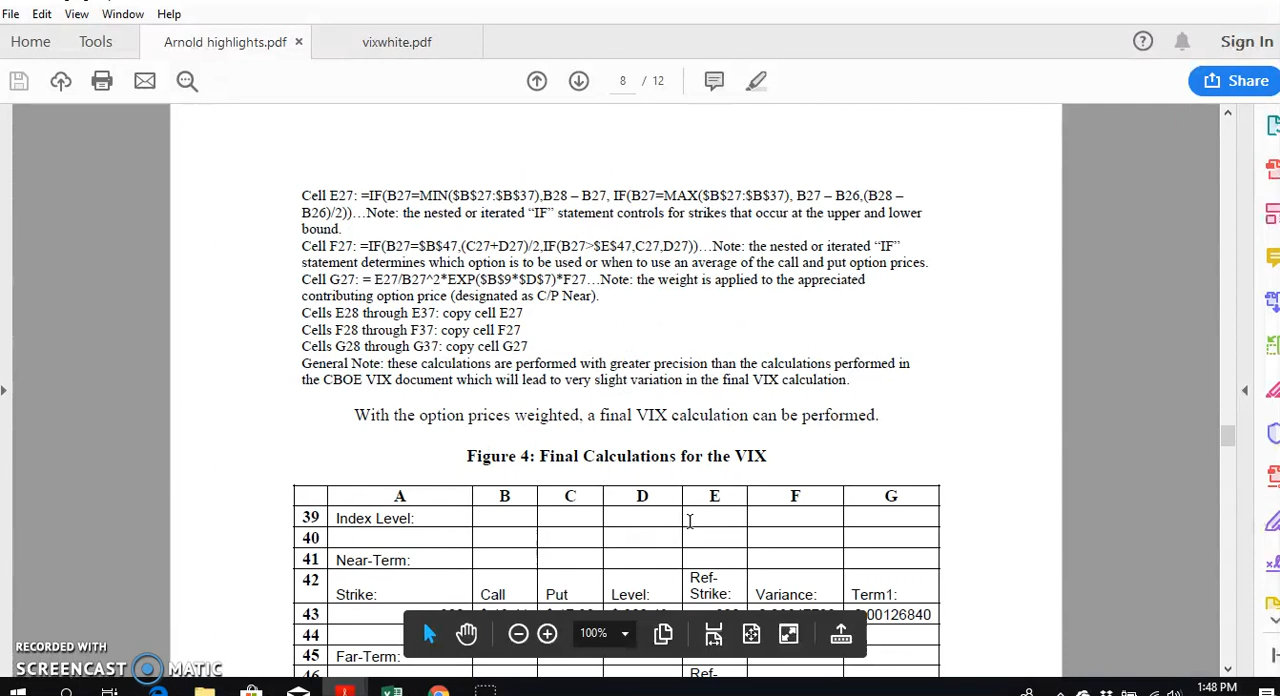 File Edit View Window Help
Home Tools Arnold highlights.pdf × vixwhite.pdf Sign In
8 / 12 Share
Cell E27: =IF(B27=MIN($B$27:$B$37),B28 – B27, IF(B27=MAX($B$27:$B$37), B27 – B26,(B28 –
B26)/2))…Note: the nested or iterated “IF” statement controls for strikes that occur at the upper and lower
bound.
Cell F27: =IF(B27=$B$47,(C27+D27)/2,IF(B27>$E$47,C27,D27))…Note: the nested or iterated “IF”
statement determines which option is to be used or when to use an average of the call and put option prices.
Cell G27: = E27/B27^2*EXP($B$9*$D$7)*F27…Note: the weight is applied to the appreciated
contributing option price (designated as C/P Near).
Cells E28 through E37: copy cell E27
Cells F28 through F37: copy cell F27
Cells G28 through G37: copy cell G27
General Note: these calculations are performed with greater precision than the calculations performed in
the CBOE VIX document which will lead to very slight variation in the final VIX calculation.
With the option prices weighted, a final VIX calculation can be performed.
Figure 4: Final Calculations for the VIX
A B C D E F G
39 Index Level:
40
41 Near-Term:
42 Strike: Call Put Level: Ref-
Strike: Variance: Term1:
43 00126840
44
45 Far-Term:
Ref-
100%
RECORDED WITH
SCREENCAST MATIC
1:48 PM